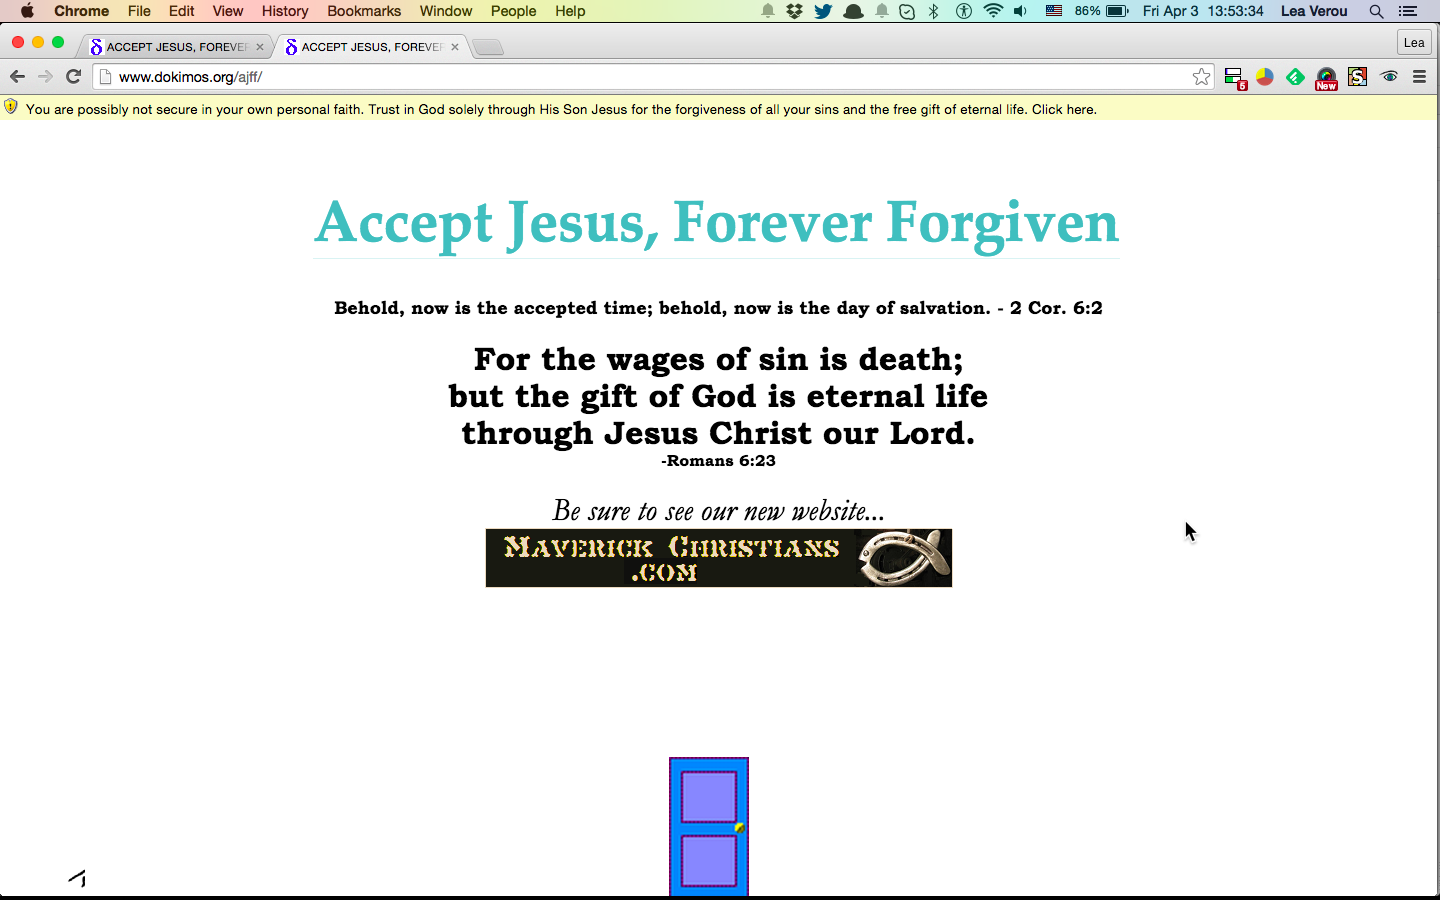 Chrome File Edit View History Bookmarks Window People Help 86% Fri Apr 3 13:53:34 Lea Verou
ACCEPT JESUS, FOREVER ACCEPT JESUS, FOREVER Lea
www.dokimos.org/ajff/ 5 New S
You are possibly not secure in your own personal faith. Trust in God solely through His Son Jesus for the forgiveness of all your sins and the free gift of eternal life. Click here.
Accept Jesus, Forever Forgiven
Behold, now is the accepted time; behold, now is the day of salvation. - 2 Cor. 6:2
For the wages of sin is death;
but the gift of God is eternal life
through Jesus Christ our Lord.
-Romans 6:23
Be sure to see our new website...
MAVERICK CHRISTIANS
.COM